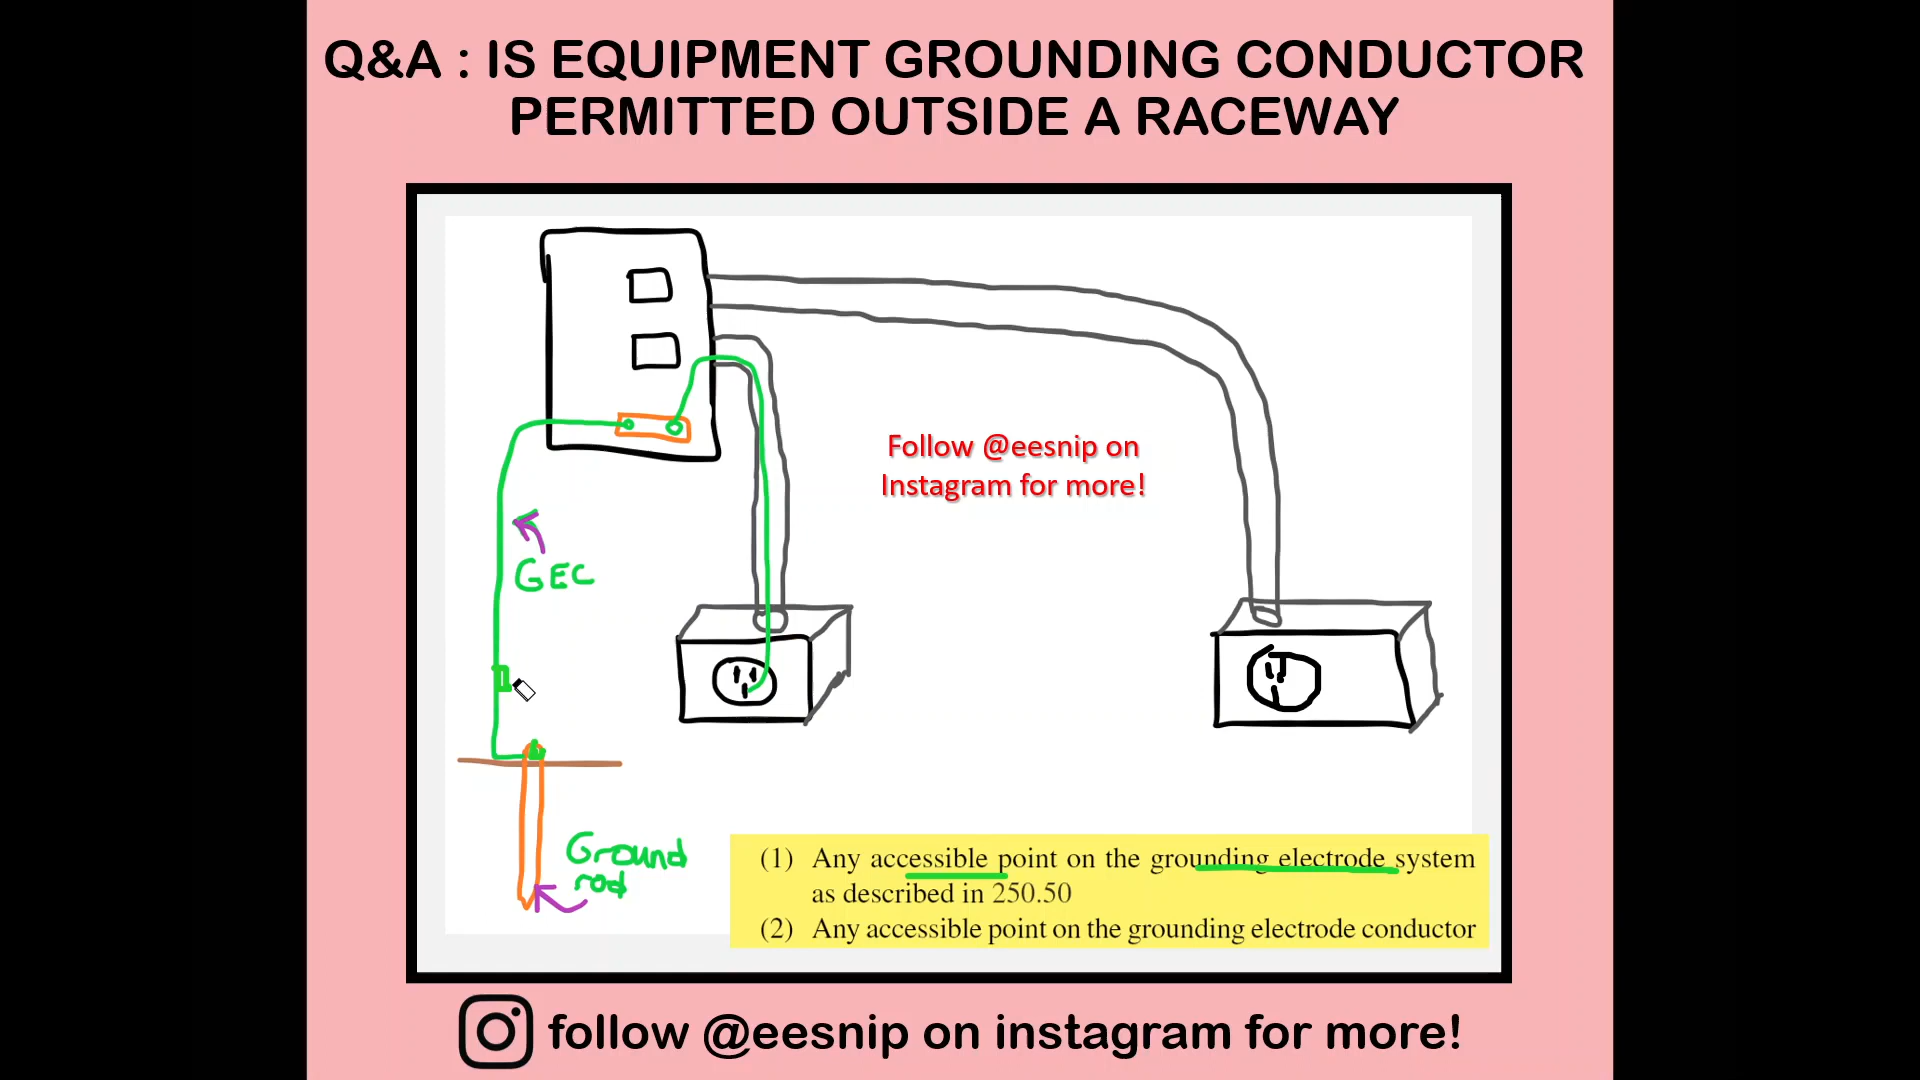 Q&A : IS EQUIPMENT GROUNDING CONDUCTOR
PERMITTED OUTSIDE A RACEWAY
Follow @eesnip on
Instagram for more!
GEC
Ground
rod
(1) Any accessible point on the grounding electrode system
as described in 250.50
(2) Any accessible point on the grounding electrode conductor
follow @eesnip on instagram for more!